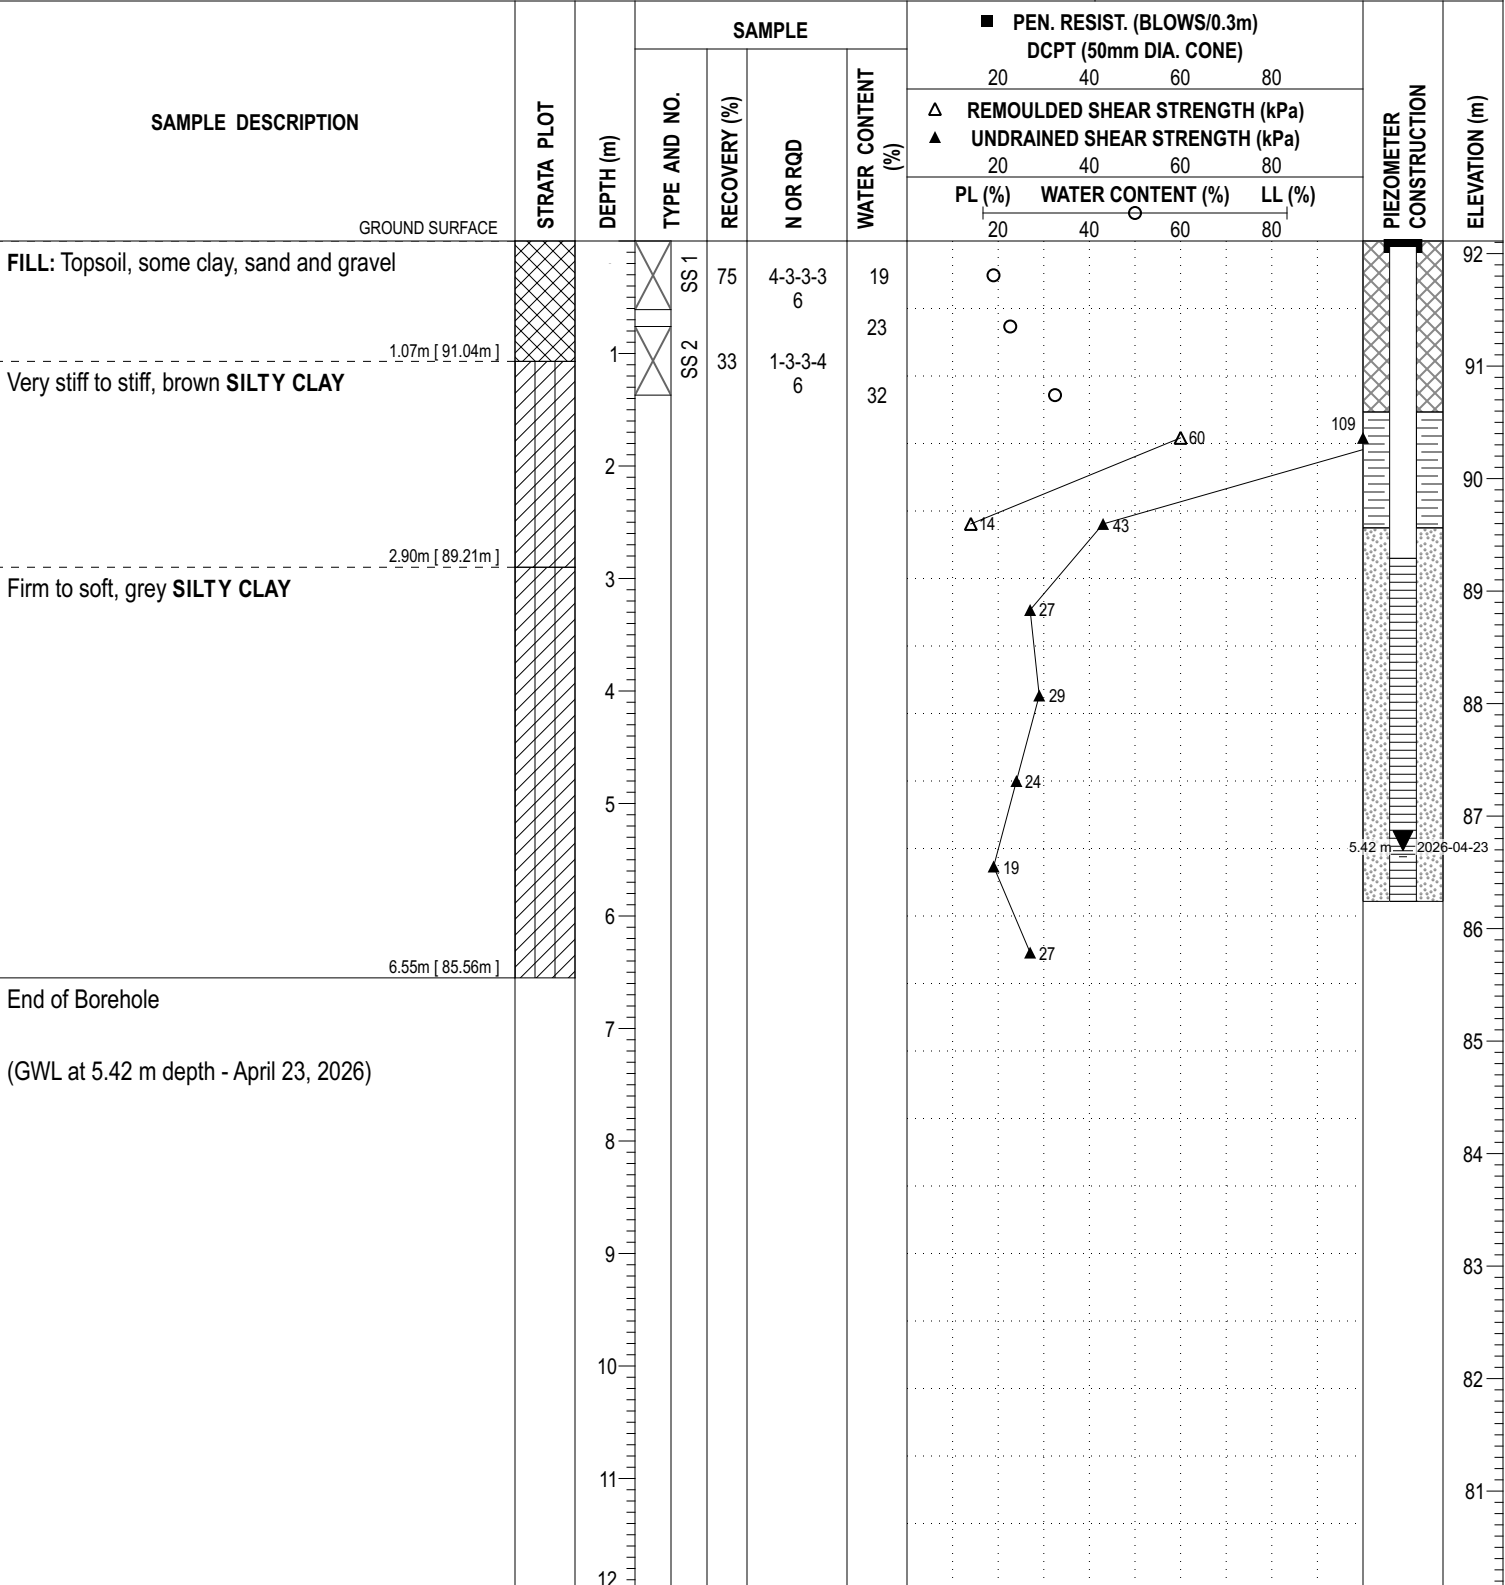 SAMPLE DESCRIPTION
GROUND SURFACE
STRATA PLOT
DEPTH (m)
SAMPLE
TYPE AND NO.
RECOVERY (%)
N OR RQD
WATER CONTENT
(%)
■ PEN. RESIST. (BLOWS/0.3m)
DCPT (50mm DIA. CONE)
20 40 60 80
△ REMOULDED SHEAR STRENGTH (kPa)
▲ UNDRAINED SHEAR STRENGTH (kPa)
20 40 60 80
PL (%) WATER CONTENT (%) LL (%)
20 40 60 80
PIEZOMETER
CONSTRUCTION
ELEVATION (m)
FILL: Topsoil, some clay, sand and gravel
1.07m [ 91.04m ]
Very stiff to stiff, brown SILTY CLAY
2.90m [ 89.21m ]
Firm to soft, grey SILTY CLAY
6.55m [ 85.56m ]
End of Borehole
(GWL at 5.42 m depth - April 23, 2026)
1
2
3
4
5
6
7
8
9
10
11
12
SS 1
75
4-3-3-3
6
19
23
SS 2
33
1-3-3-4
6
32
109
60
14
43
27
29
24
19
27
5.42 m
2026-04-23
92
91
90
89
88
87
86
85
84
83
82
81